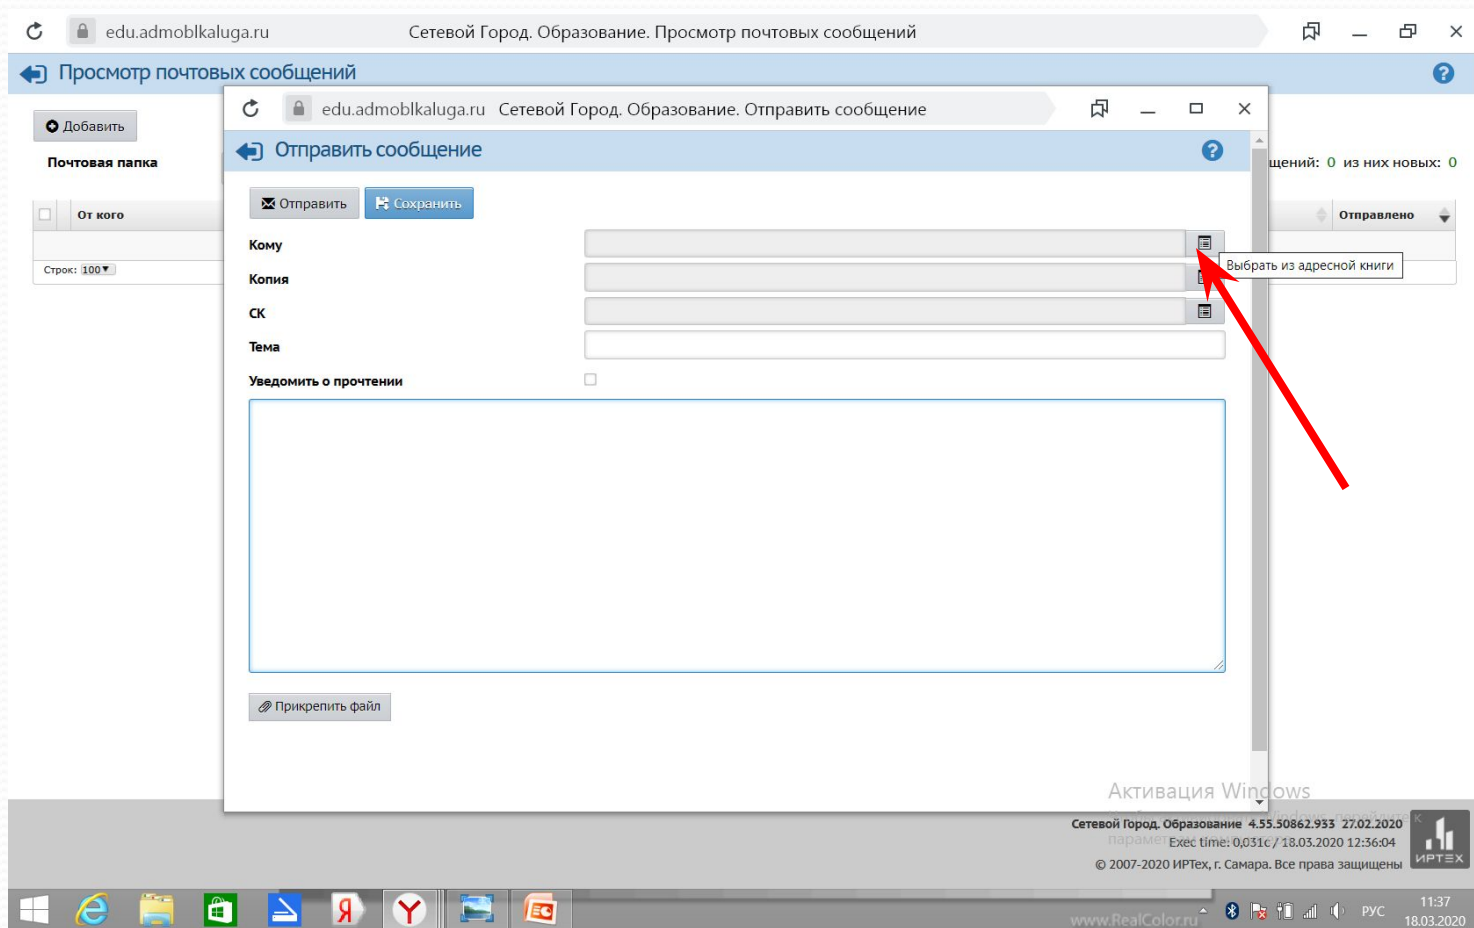 edu.admoblkaluga.ru Сетевой Город. Образование. Просмотр почтовых сообщений
Просмотр почтовых сообщений
edu.admoblkaluga.ru Сетевой Город. Образование. Отправить сообщение
Добавить
Отправить сообщение
Почтовая папка
щений: 0 из них новых: 0
Отправить Сохранить
От кого
Отправлено
Кому
Выбрать из адресной книги
Строк: 100
Копия
СК
Тема
Уведомить о прочтении
Прикрепить файл
Активация Windows
Сетевой Город. Образование 4.55.50862.933 27.02.2020
Exec time: 0,031с / 18.03.2020 12:36:04
© 2007-2020 ИРТех, г. Самара. Все права защищены
ИРТЕХ
www.RealColor.ru
РУС
11:37
18.03.2020